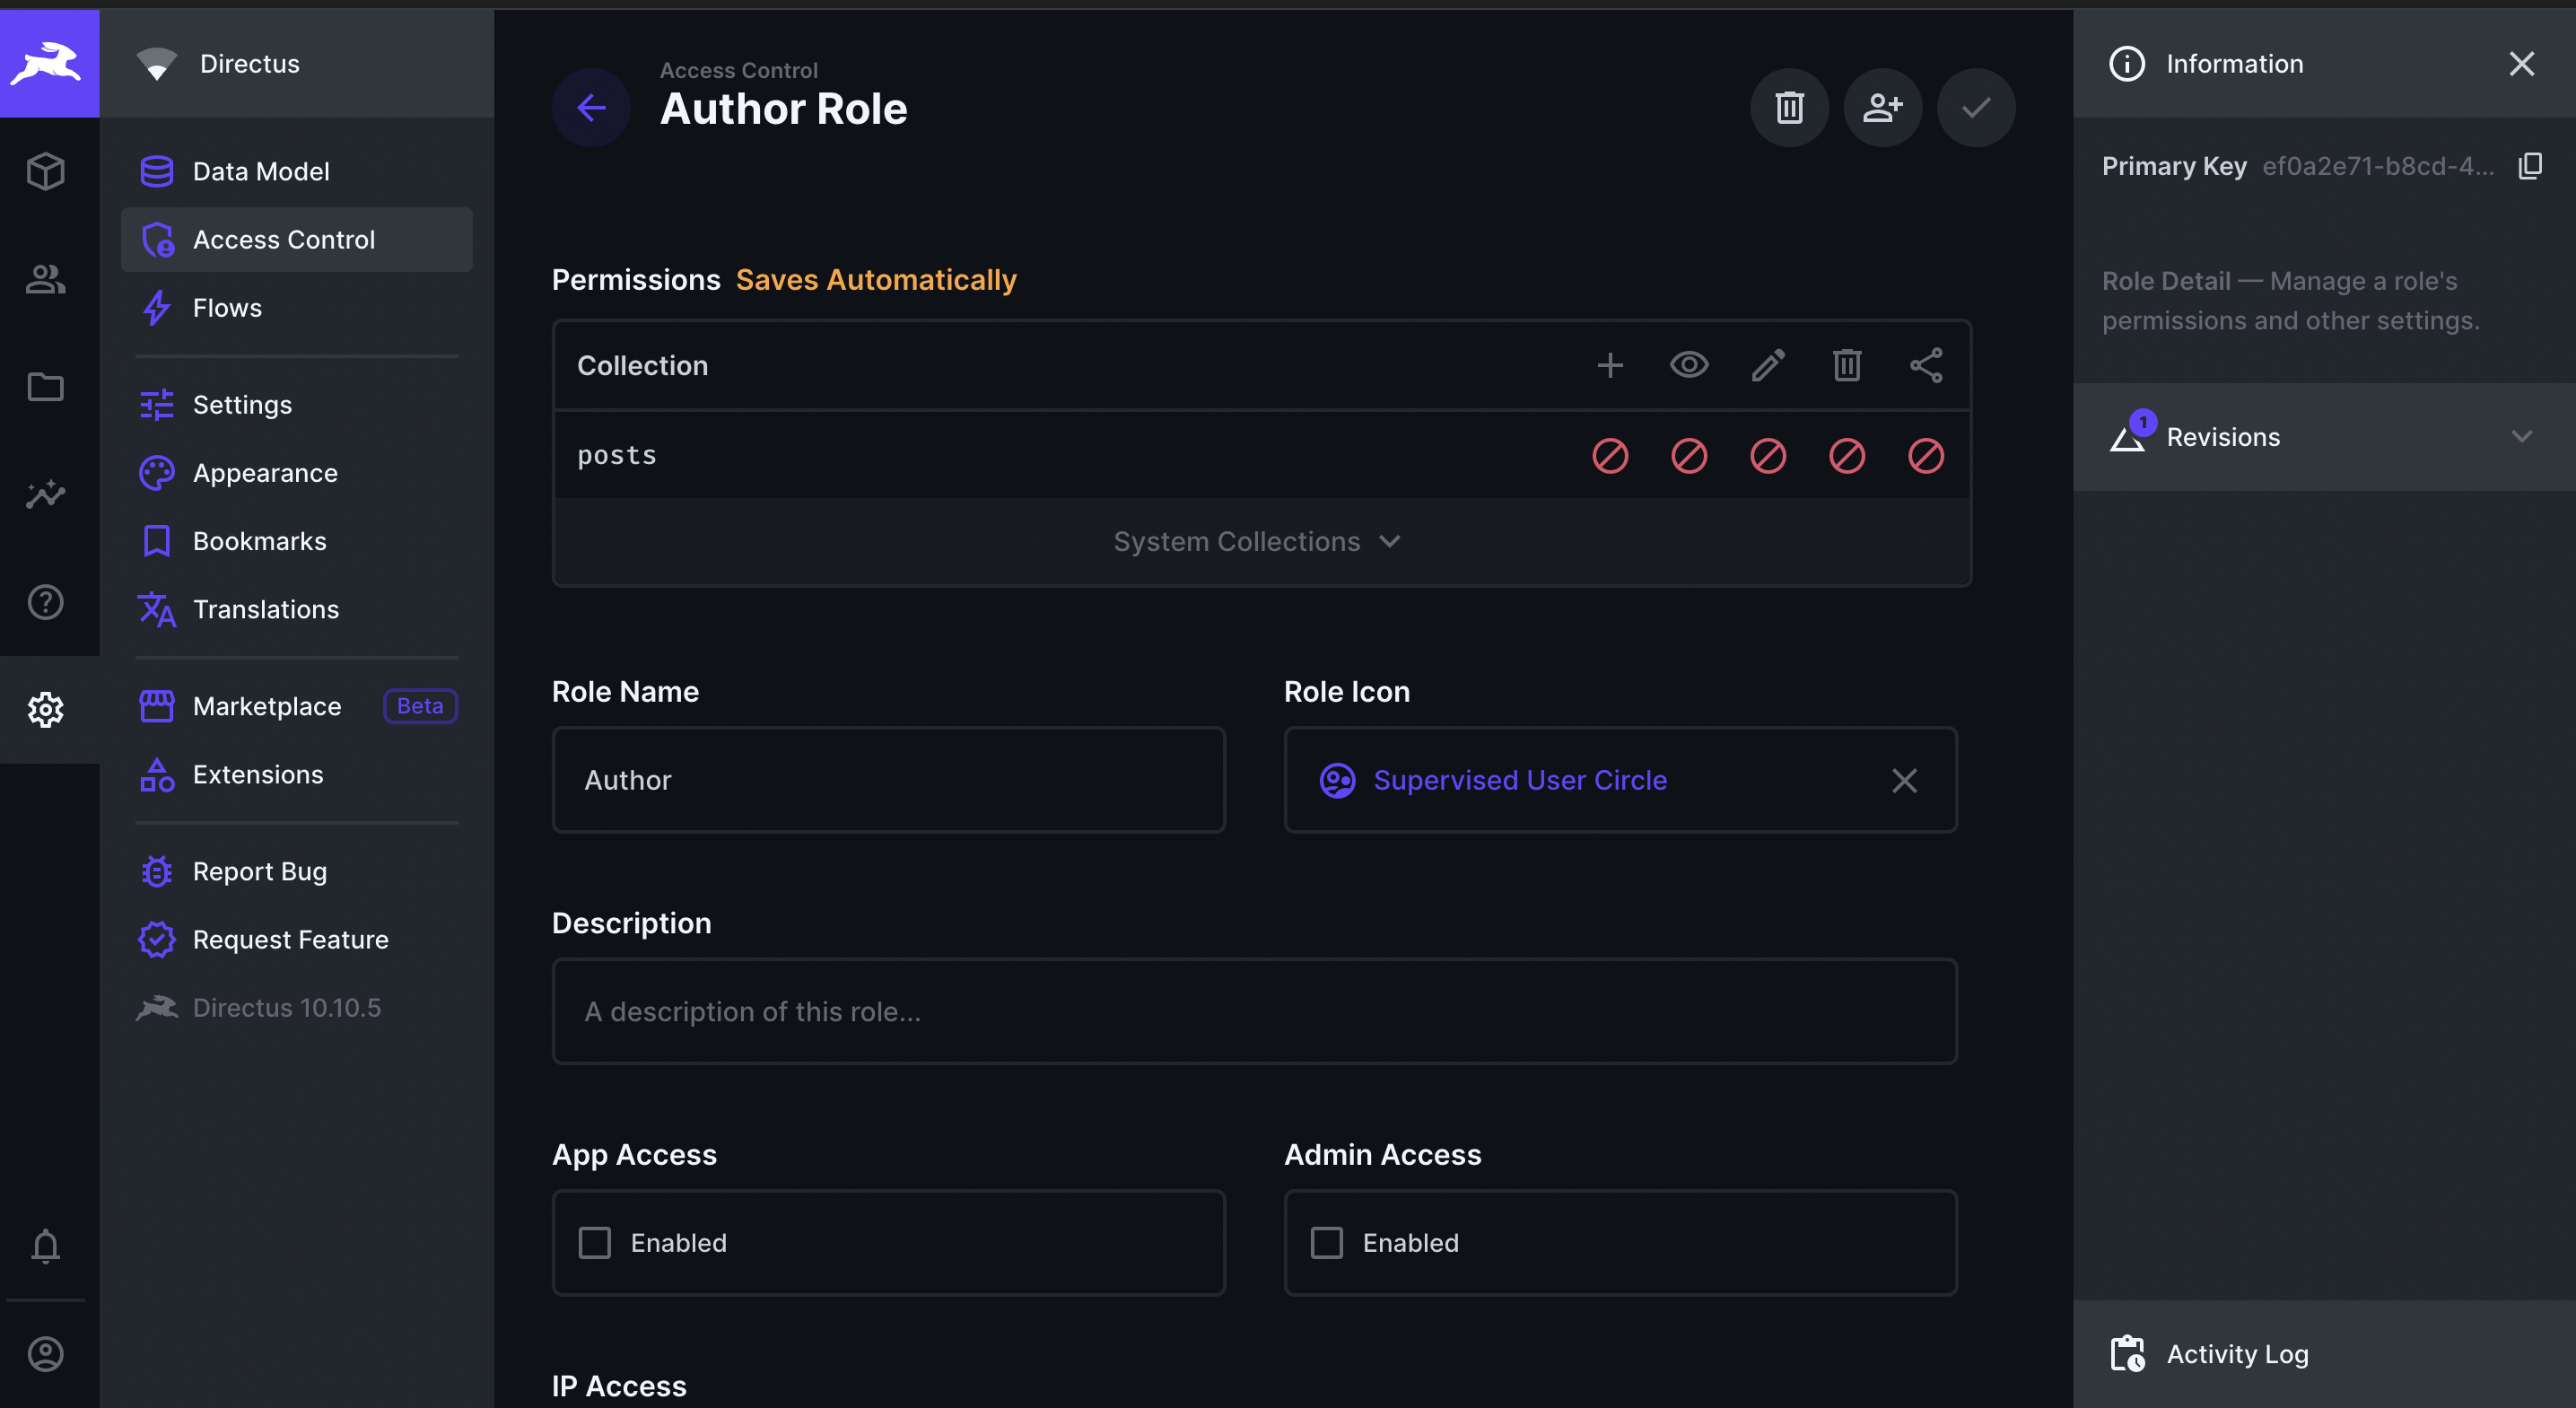 Directus
Data Model
Access Control
Flows
Settings
Appearance
Bookmarks
Translations
Marketplace Beta
Extensions
Report Bug
Request Feature
Directus 10.10.5
Access Control
Author Role
Permissions Saves Automatically
Collection
posts
System Collections
Role Name
Author
Role Icon
Supervised User Circle
Description
A description of this role...
App Access
Enabled
Admin Access
Enabled
IP Access
Information
Primary Key ef0a2e71-b8cd-4...
Role Detail — Manage a role's
permissions and other settings.
1
Revisions
Activity Log